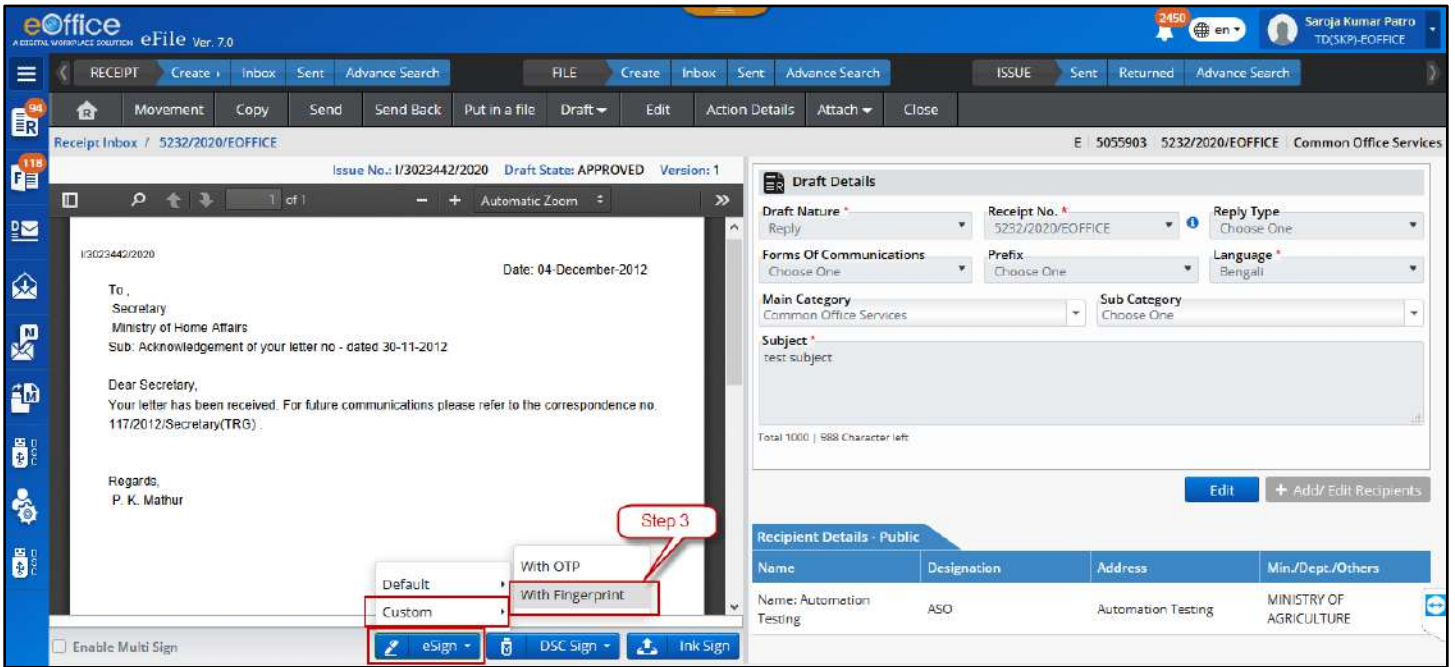 eOffice
A DIGITAL WORKPLACE SOLUTION eFile Ver. 7.0
2450
en
Saroja Kumar Patro
TD(SKP)-EOFFICE
RECEIPT Create Inbox Sent Advance Search FILE Create Inbox Sent Advance Search ISSUE Sent Returned Advance Search
Movement Copy Send Send Back Put in a file Draft Edit Action Details Attach Close
94
R
118
F
D
N
M
DSC
DSC
Receipt Inbox / 5232/2020/EOFFICE
E 5055903 5232/2020/EOFFICE Common Office Services
Issue No.: I/3023442/2020 Draft State: APPROVED Version: 1
1 of 1 − + Automatic Zoom
I/3023442/2020
Date: 04-December-2012
To ,
Secretary
Ministry of Home Affairs
Sub: Acknowledgement of your letter no - dated 30-11-2012
Dear Secretary,
Your letter has been received. For future communications please refer to the correspondence no.
117/2012/Secretary(TRG) .
Regards,
P. K. Mathur
Step 3
Default
Custom
With OTP
With Fingerprint
Enable Multi Sign
eSign DSC Sign Ink Sign
Draft Details
Draft Nature * Receipt No. * Reply Type
Reply 5232/2020/EOFFICE Choose One
Forms Of Communications Prefix Language *
Choose One Choose One Bengali
Main Category Sub Category
Common Office Services Choose One
Subject *
test subject
Total 1000 | 988 Character left
Edit + Add/ Edit Recipients
Recipient Details - Public
Name Designation Address Min./Dept./Others
Name: Automation Testing ASO Automation Testing MINISTRY OF AGRICULTURE